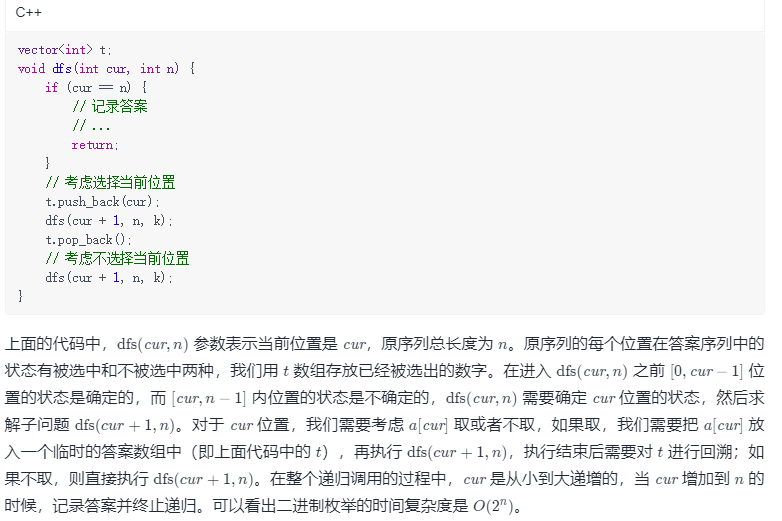 C++
vector<int> t;
void dfs(int cur, int n) {
    if (cur == n) {
        // 记录答案
        // ...
        return;
    }
    // 考虑选择当前位置
    t.push_back(cur);
    dfs(cur + 1, n, k);
    t.pop_back();
    // 考虑不选择当前位置
    dfs(cur + 1, n, k);
}
上面的代码中，dfs(cur, n) 参数表示当前位置是 cur，原序列总长度为 n。原序列的每个位置在答案序列中的
状态有被选中和不被选中两种，我们用 t 数组存放已经被选出的数字。在进入 dfs(cur, n) 之前 [0, cur − 1] 位
置的状态是确定的，而 [cur, n − 1] 内位置的状态是不确定的，dfs(cur, n) 需要确定 cur 位置的状态，然后求
解子问题 dfs(cur + 1, n)。对于 cur 位置，我们需要考虑 a[cur] 取或者不取，如果取，我们需要把 a[cur] 放
入一个临时的答案数组中（即上面代码中的 t），再执行 dfs(cur + 1, n)，执行结束后需要对 t 进行回溯；如
果不取，则直接执行 dfs(cur + 1, n)。在整个递归调用的过程中，cur 是从小到大递增的，当 cur 增加到 n 的
时候，记录答案并终止递归。可以看出二进制枚举的时间复杂度是 O(2ⁿ)。